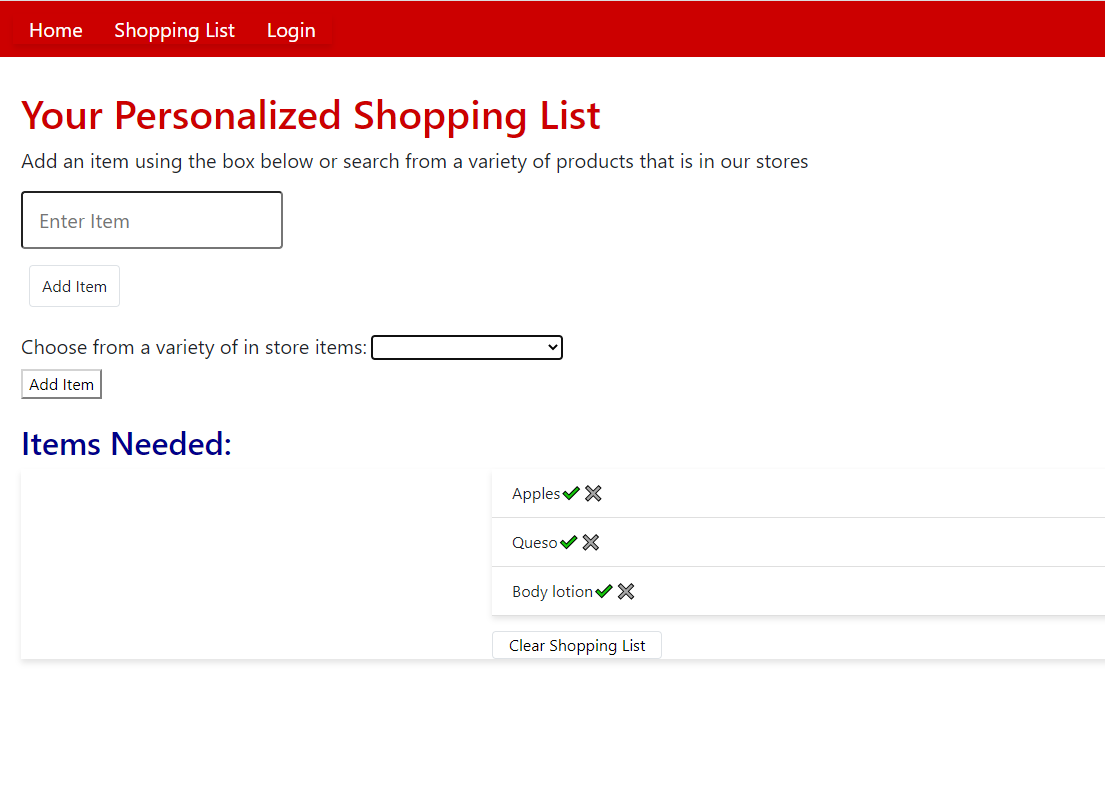 Home Shopping List Login
Your Personalized Shopping List
Add an item using the box below or search from a variety of products that is in our stores
Enter Item
Add Item
Choose from a variety of in store items:
Add Item
Items Needed:
Apples
Queso
Body lotion
Clear Shopping List